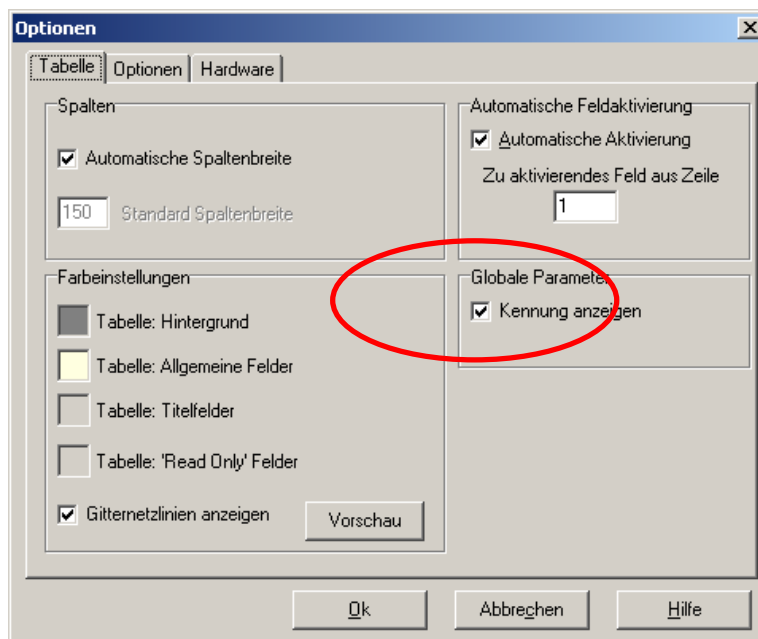 Optionen
Tabelle Optionen Hardware
Spalten
Automatische Spaltenbreite
150 Standard Spaltenbreite
Automatische Feldaktivierung
Automatische Aktivierung
Zu aktivierendes Feld aus Zeile
1
Farbeinstellungen
Tabelle: Hintergrund
Tabelle: Allgemeine Felder
Tabelle: Titelfelder
Tabelle: 'Read Only' Felder
Gitternetzlinien anzeigen
Vorschau
Globale Parameter
Kennung anzeigen
Ok Abbrechen Hilfe